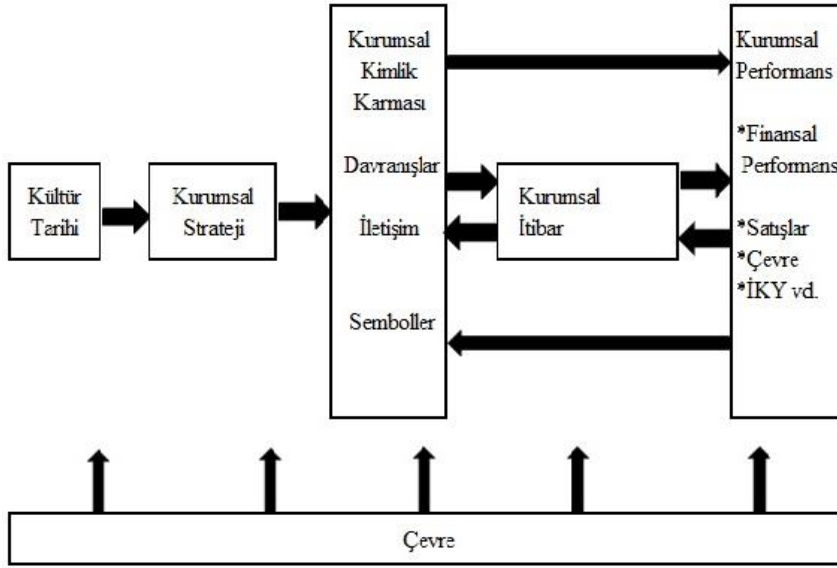 Kültür
Tarihi
Kurumsal
Strateji
Kurumsal
Kimlik
Karması
Davranışlar
İletişim
Semboller
Kurumsal
İtibar
Kurumsal
Performans
*Finansal
Performans
*Satışlar
*Çevre
*İKY vd.
Çevre